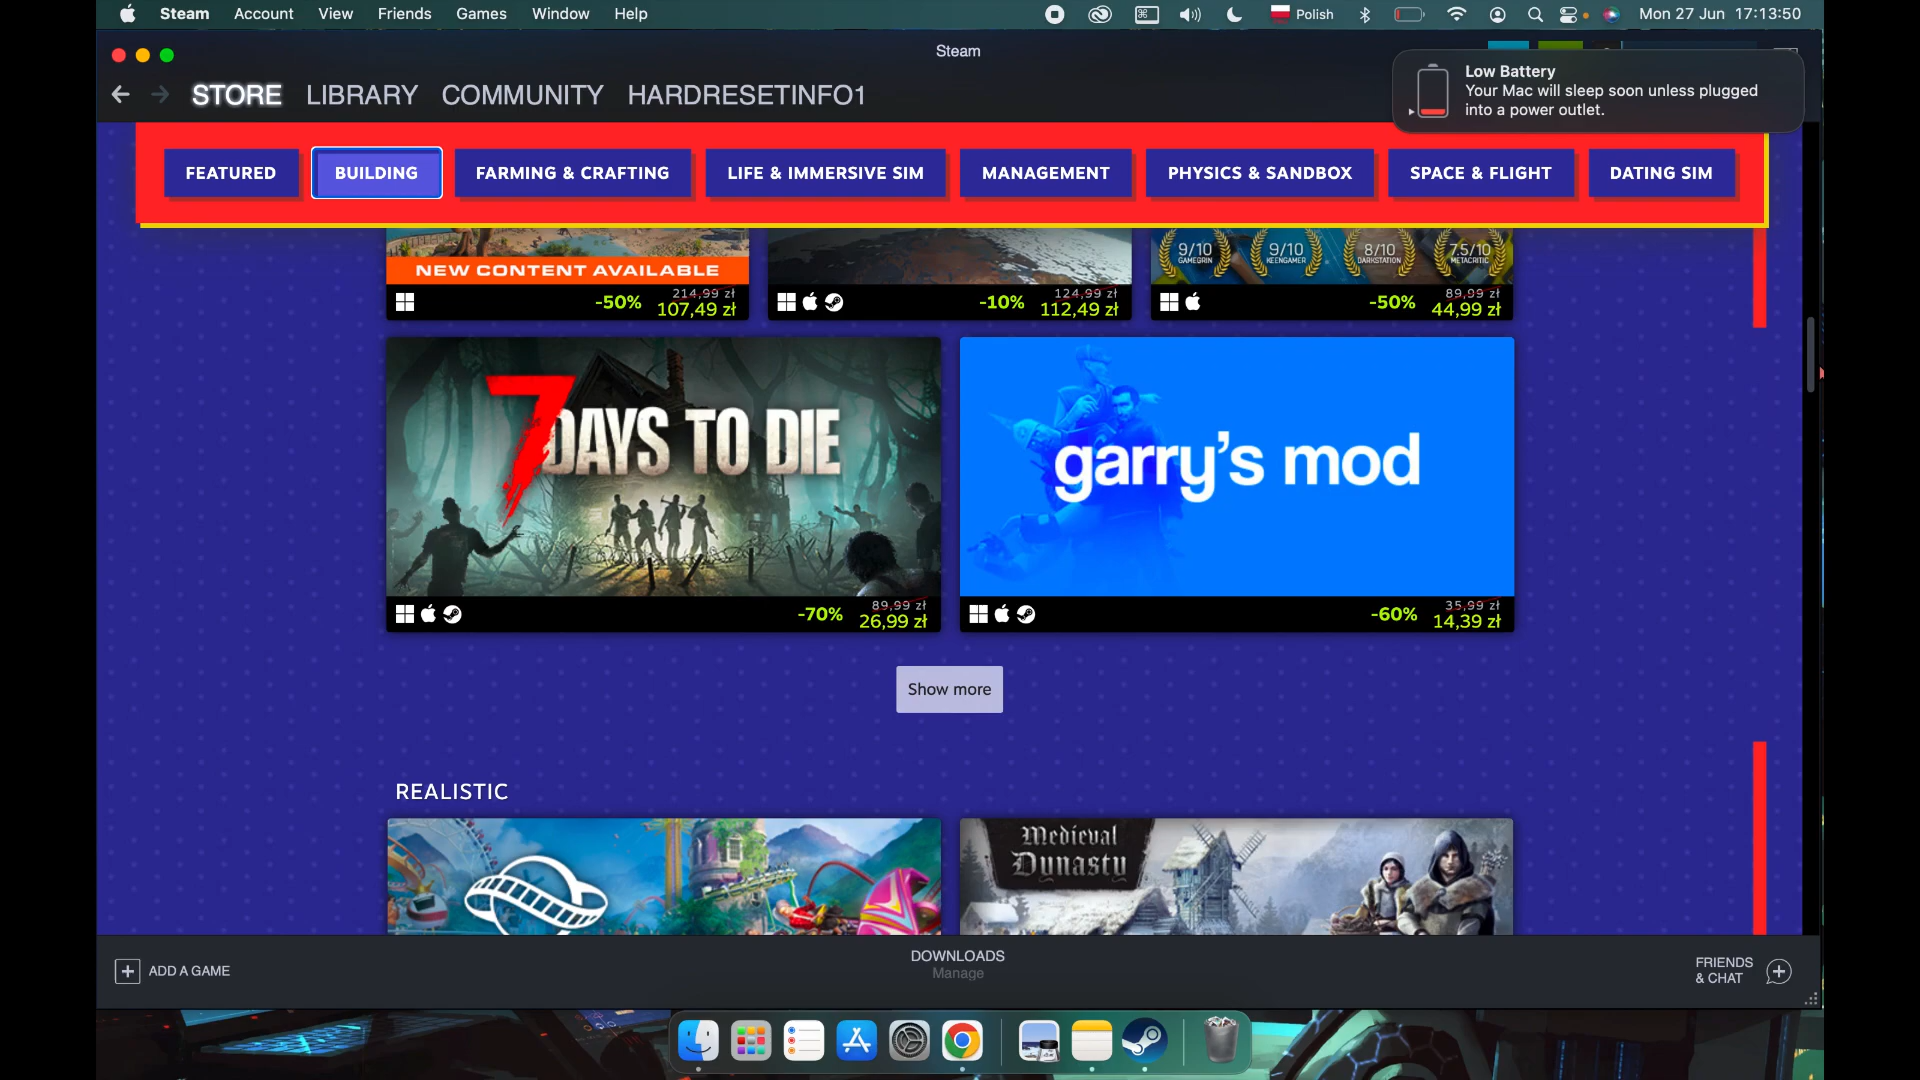 Steam Account View Friends Games Window Help Polish Mon 27 Jun 17:13:50
Steam
Low Battery
Your Mac will sleep soon unless plugged
into a power outlet.
STORE LIBRARY COMMUNITY HARDRESETINFO1
FEATURED BUILDING FARMING & CRAFTING LIFE & IMMERSIVE SIM MANAGEMENT PHYSICS & SANDBOX SPACE & FLIGHT DATING SIM
NEW CONTENT AVAILABLE
-50% 214,99 zł
107,49 zł
-10% 124,99 zł
112,49 zł
9/10 9/10 8/10 7.5/10
GAMEGRIN KEENGAMER DARKSTATION METACRITIC
-50% 89,99 zł
44,99 zł
7 DAYS TO DIE
-70% 89,99 zł
26,99 zł
garry's mod
-60% 35,99 zł
14,39 zł
Show more
REALISTIC
Medieval
Dynasty
ADD A GAME
DOWNLOADS
Manage
FRIENDS
& CHAT